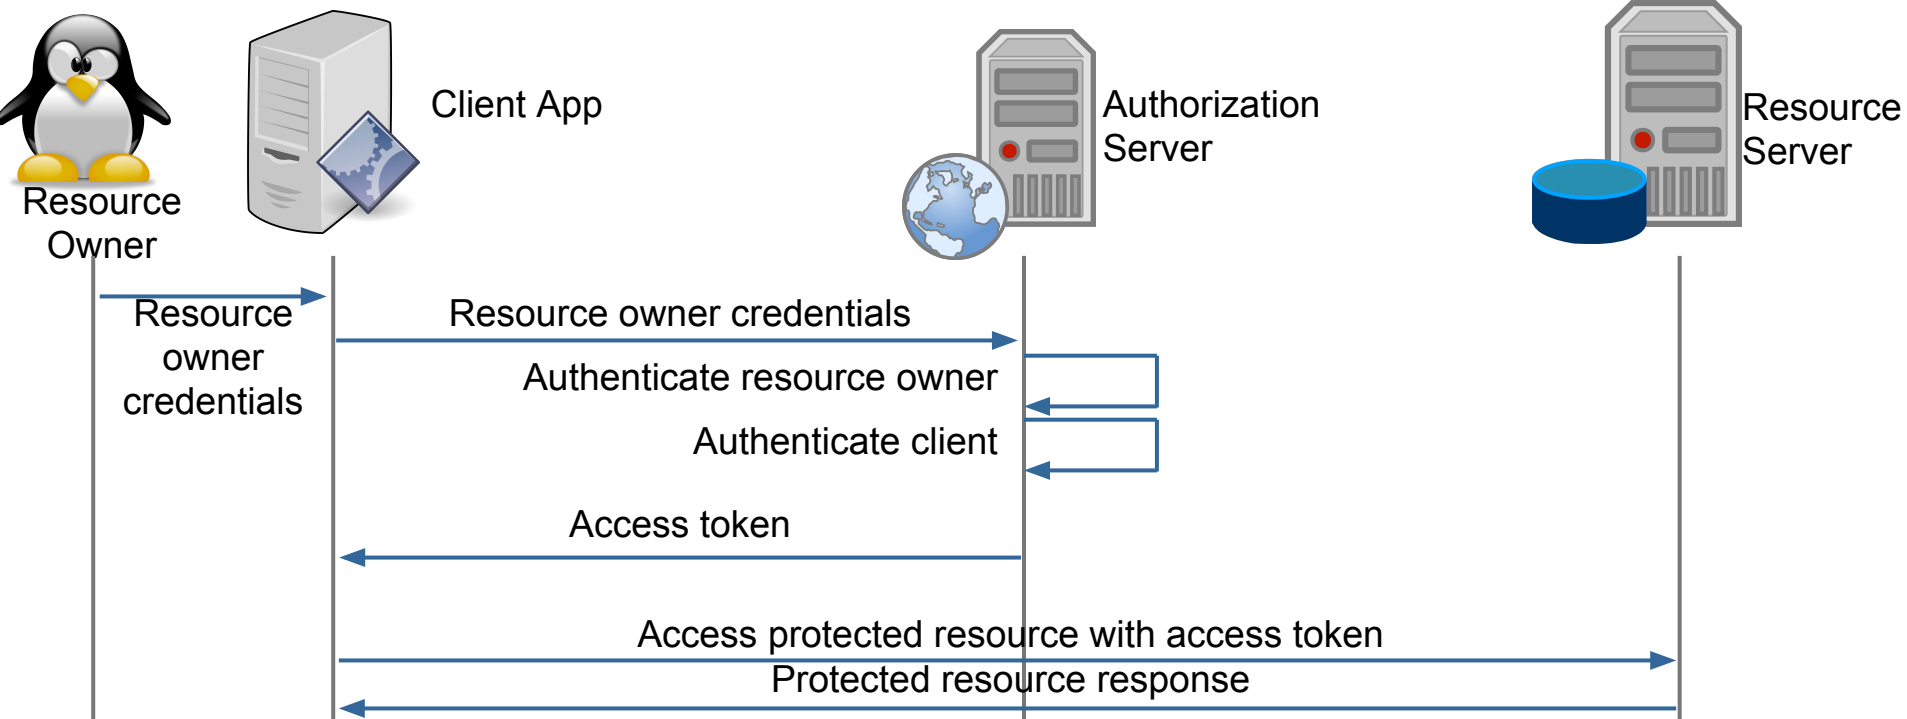 Client App
Authorization
Server
Resource
Server
Resource
Owner
Resource
owner
credentials
Resource owner credentials
Authenticate resource owner
Authenticate client
Access token
Access protected resource with access token
Protected resource response